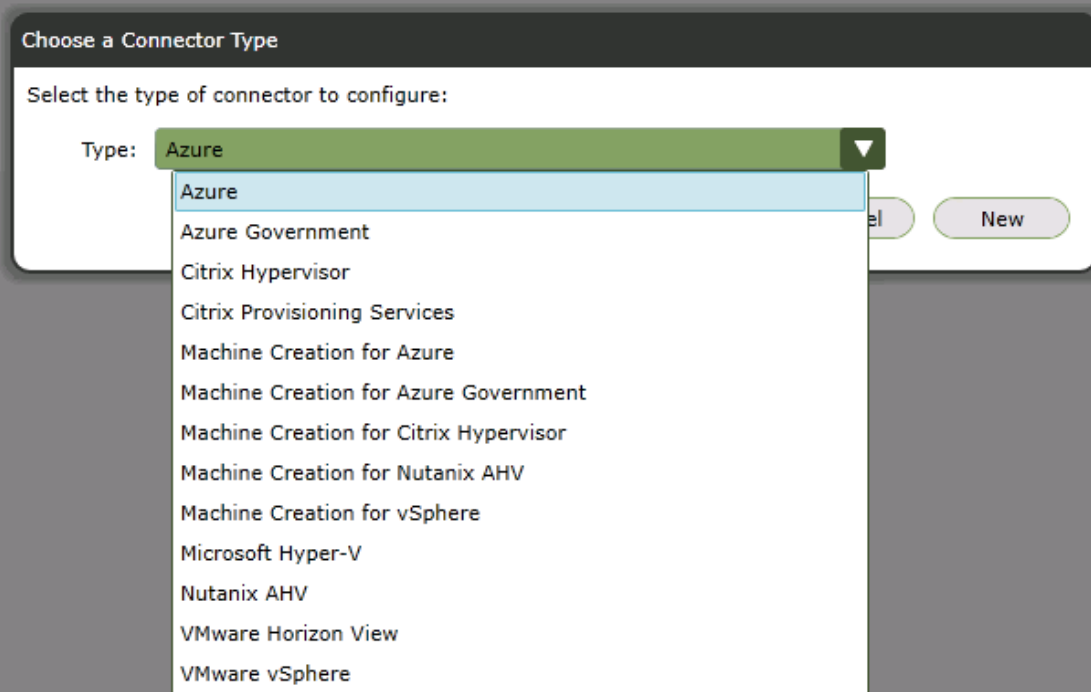 Choose a Connector Type
Select the type of connector to configure:
Type: Azure
Azure
Azure Government
New
Citrix Hypervisor
Citrix Provisioning Services
Machine Creation for Azure
Machine Creation for Azure Government
Machine Creation for Citrix Hypervisor
Machine Creation for Nutanix AHV
Machine Creation for vSphere
Microsoft Hyper-V
Nutanix AHV
VMware Horizon View
VMware vSphere